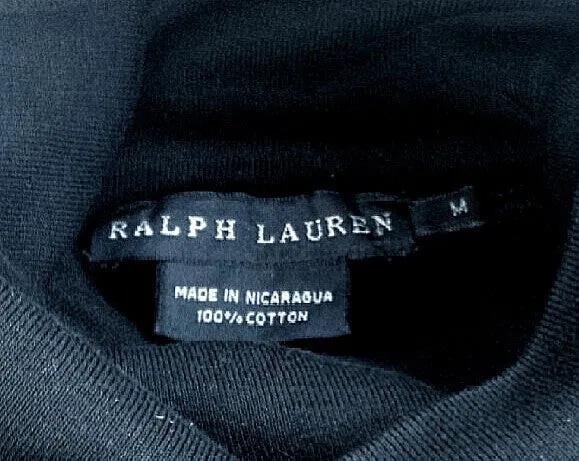 RALPH LAUREN
M
MADE IN NICARAGUA
100% COTTON